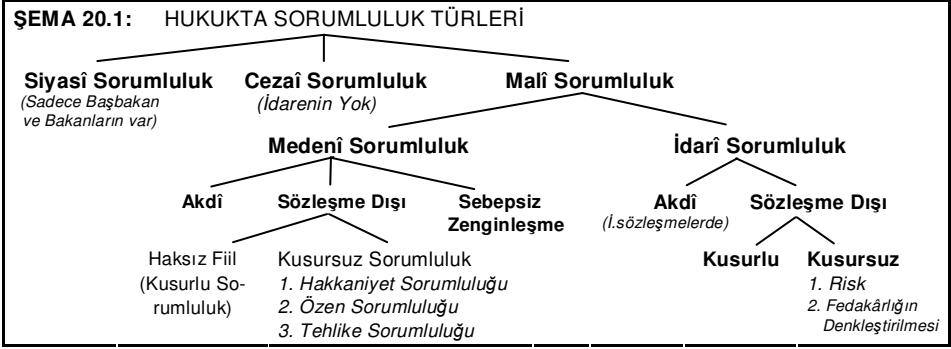 ŞEMA 20.1: HUKUKTA SORUMLULUK TÜRLERİ
Siyasî Sorumluluk
(Sadece Başbakan
ve Bakanların var)
Cezaî Sorumluluk
(İdarenin Yok)
Malî Sorumluluk
Medenî Sorumluluk
İdarî Sorumluluk
Akdî
Sözleşme Dışı
Sebepsiz
Zenginleşme
Akdî
(İ.sözleşmelerde)
Sözleşme Dışı
Haksız Fiil
(Kusurlu So-
rumluluk)
Kusursuz Sorumluluk
1. Hakkaniyet Sorumluluğu
2. Özen Sorumluluğu
3. Tehlike Sorumluluğu
Kusurlu
Kusursuz
1. Risk
2. Fedakârlığın
Denkleştirilmesi